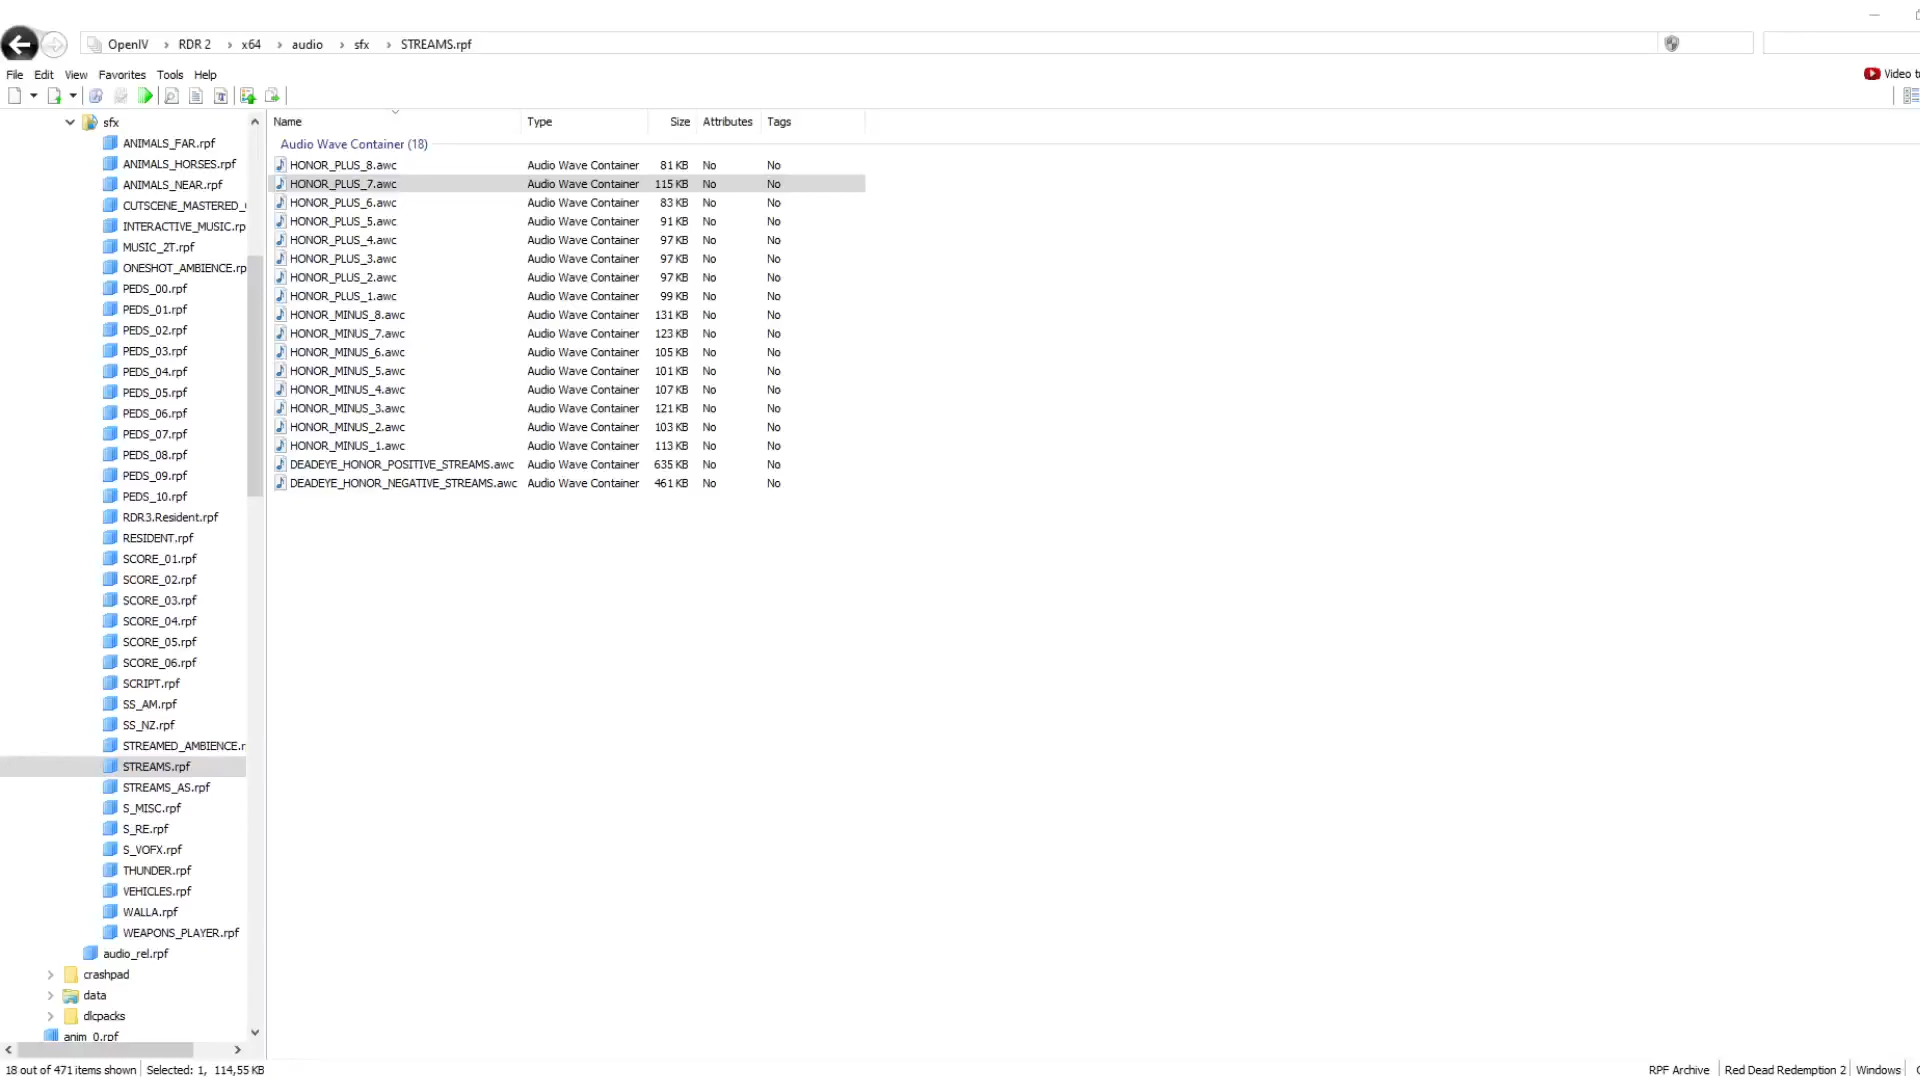 OpenIV › RDR 2 › x64 › audio › sfx › STREAMS.rpf
File Edit View Favorites Tools Help
Video t
sfx
ANIMALS_FAR.rpf
ANIMALS_HORSES.rpf
ANIMALS_NEAR.rpf
CUTSCENE_MASTERED_
INTERACTIVE_MUSIC.rp
MUSIC_2T.rpf
ONESHOT_AMBIENCE.rp
PEDS_00.rpf
PEDS_01.rpf
PEDS_02.rpf
PEDS_03.rpf
PEDS_04.rpf
PEDS_05.rpf
PEDS_06.rpf
PEDS_07.rpf
PEDS_08.rpf
PEDS_09.rpf
PEDS_10.rpf
RDR3.Resident.rpf
RESIDENT.rpf
SCORE_01.rpf
SCORE_02.rpf
SCORE_03.rpf
SCORE_04.rpf
SCORE_05.rpf
SCORE_06.rpf
SCRIPT.rpf
SS_AM.rpf
SS_NZ.rpf
STREAMED_AMBIENCE.r
STREAMS.rpf
STREAMS_AS.rpf
S_MISC.rpf
S_RE.rpf
S_VOFX.rpf
THUNDER.rpf
VEHICLES.rpf
WALLA.rpf
WEAPONS_PLAYER.rpf
audio_rel.rpf
crashpad
data
dlcpacks
anim_0.rpf
Name Type Size Attributes Tags
Audio Wave Container (18)
HONOR_PLUS_8.awc Audio Wave Container 81 KB No No
HONOR_PLUS_7.awc Audio Wave Container 115 KB No No
HONOR_PLUS_6.awc Audio Wave Container 83 KB No No
HONOR_PLUS_5.awc Audio Wave Container 91 KB No No
HONOR_PLUS_4.awc Audio Wave Container 97 KB No No
HONOR_PLUS_3.awc Audio Wave Container 97 KB No No
HONOR_PLUS_2.awc Audio Wave Container 97 KB No No
HONOR_PLUS_1.awc Audio Wave Container 99 KB No No
HONOR_MINUS_8.awc Audio Wave Container 131 KB No No
HONOR_MINUS_7.awc Audio Wave Container 123 KB No No
HONOR_MINUS_6.awc Audio Wave Container 105 KB No No
HONOR_MINUS_5.awc Audio Wave Container 101 KB No No
HONOR_MINUS_4.awc Audio Wave Container 107 KB No No
HONOR_MINUS_3.awc Audio Wave Container 121 KB No No
HONOR_MINUS_2.awc Audio Wave Container 103 KB No No
HONOR_MINUS_1.awc Audio Wave Container 113 KB No No
DEADEYE_HONOR_POSITIVE_STREAMS.awc Audio Wave Container 635 KB No No
DEADEYE_HONOR_NEGATIVE_STREAMS.awc Audio Wave Container 461 KB No No
18 out of 471 items shown Selected: 1, 114,55 KB
RPF Archive Red Dead Redemption 2 Windows